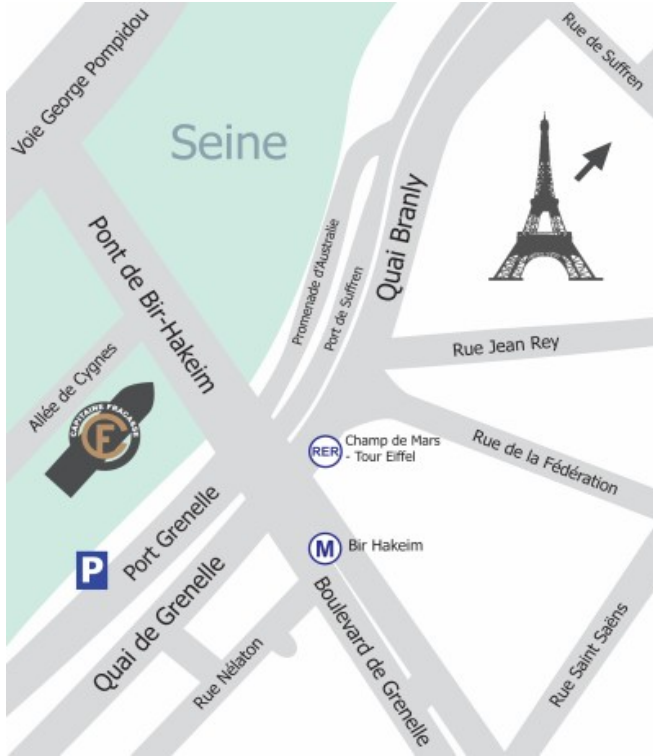 Voie George Pompidou
Rue de Suffren
Seine
Quai Branly
Promenade d'Australie
Port de Suffren
Pont de Bir-Hakeim
Rue Jean Rey
Allée de Cygnes
CAPITAINE FRACASSE
CF
RER
Champ de Mars
- Tour Eiffel
Rue de la Fédération
Port Grenelle
M
Bir Hakeim
P
Quai de Grenelle
Boulevard de Grenelle
Rue Nélaton
Rue Saint Saëns